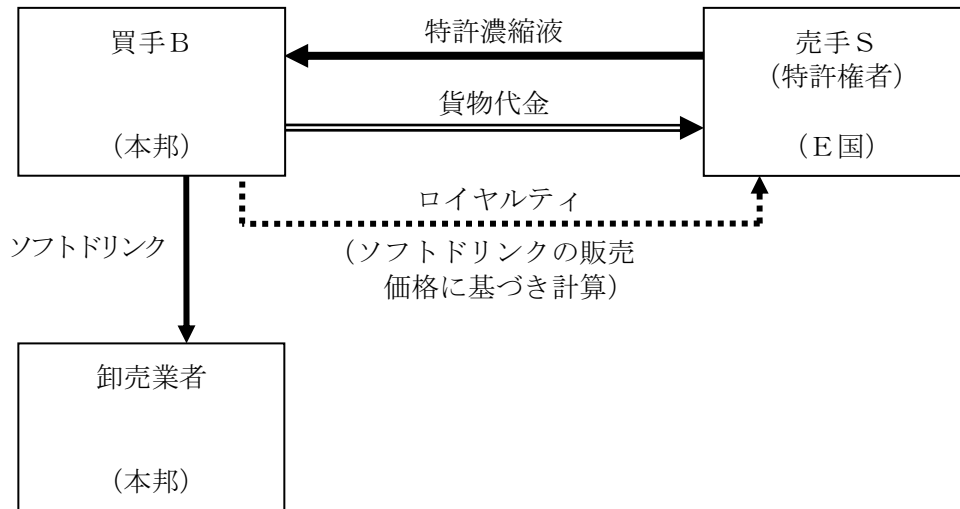 買手Ｂ
(本邦)
特許濃縮液
貨物代金
売手Ｓ
(特許権者)
(Ｅ国)
ロイヤルティ
(ソフトドリンクの販売
価格に基づき計算)
ソフトドリンク
卸売業者
(本邦)